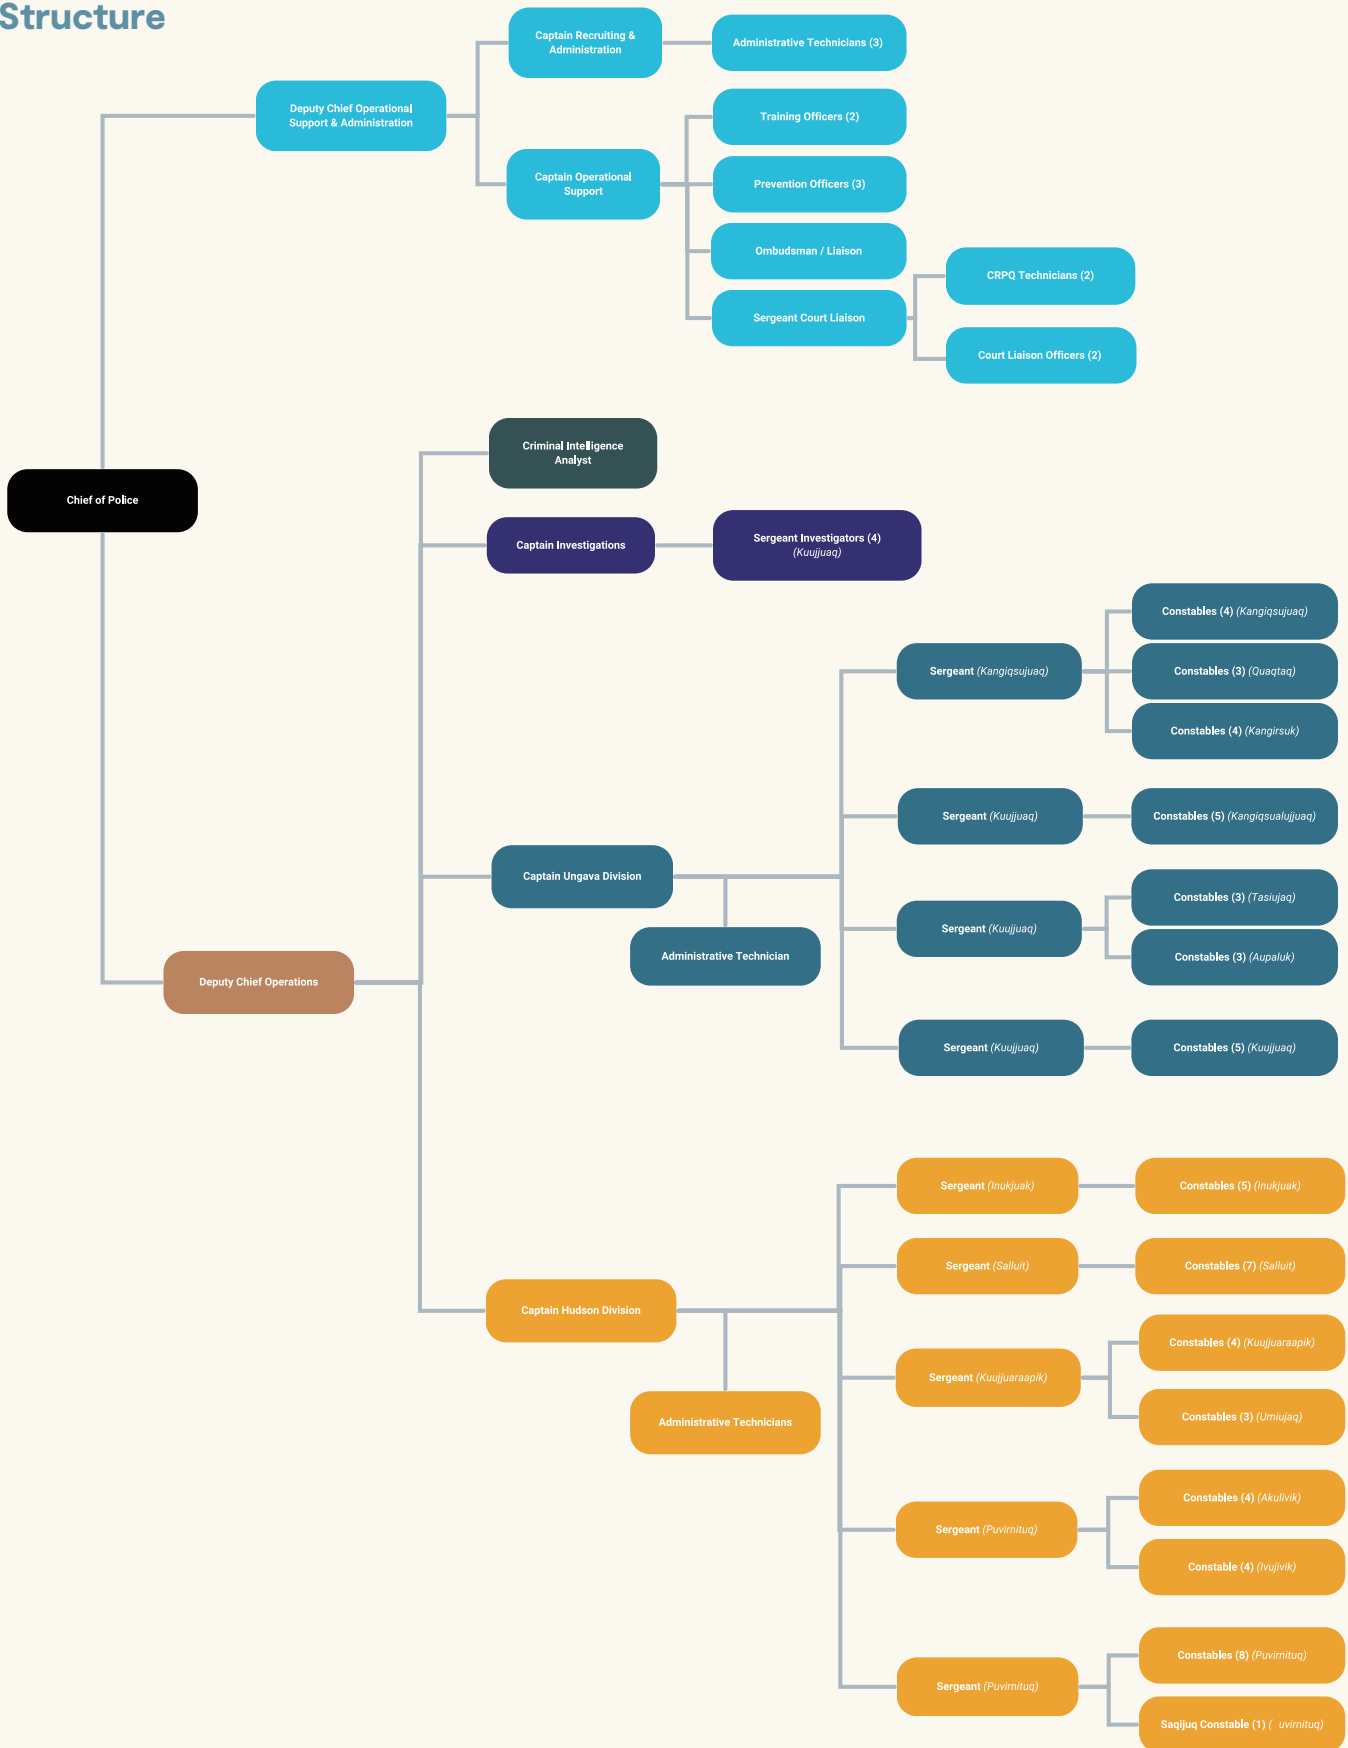 Structure
Captain Recruiting &
Administration
Administrative Technicians (3)
Deputy Chief Operational
Support & Administration
Training Officers (2)
Captain Operational
Support
Prevention Officers (3)
Ombudsman / Liaison
Sergeant Court Liaison
CRPQ Technicians (2)
Court Liaison Officers (2)
Chief of Police
Criminal Intelligence
Analyst
Captain Investigations
Sergeant Investigators (4)
(Kuujjuaq)
Captain Ungava Division
Administrative Technician
Sergeant (Kangiqsujuaq)
Constables (4) (Kangiqsujuaq)
Constables (3) (Quaqtaq)
Constables (4) (Kangirsuk)
Sergeant (Kuujjuaq)
Constables (5) (Kangiqsualujjuaq)
Sergeant (Kuujjuaq)
Constables (3) (Tasiujaq)
Constables (3) (Aupaluk)
Sergeant (Kuujjuaq)
Constables (5) (Kuujjuaq)
Deputy Chief Operations
Captain Hudson Division
Administrative Technicians
Sergeant (Inukjuak)
Constables (5) (Inukjuak)
Sergeant (Salluit)
Constables (7) (Salluit)
Sergeant (Kuujjuaraapik)
Constables (4) (Kuujjuaraapik)
Constables (3) (Umiujaq)
Sergeant (Puvirnituq)
Constables (4) (Akulivik)
Constable (4) (Ivujivik)
Sergeant (Puvirnituq)
Constables (8) (Puvirnituq)
Saqijuq Constable (1) ( uvirnituq)